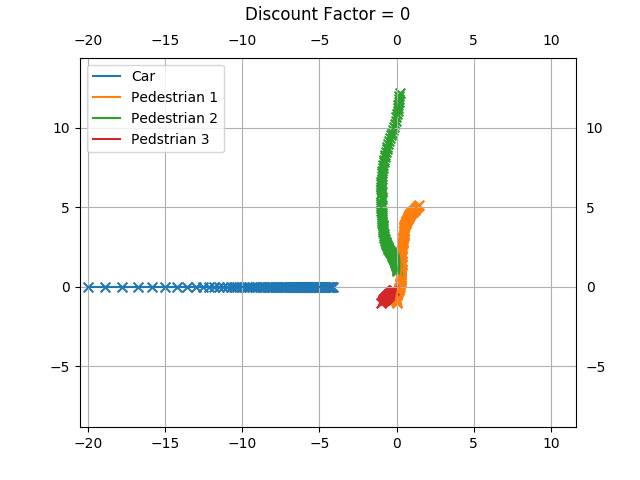 Discount Factor = 0
−20 −15 −10 −5 0 5 10
Car
Pedestrian 1
Pedestrian 2
Pedstrian 3
10 10
5 5
0 0
−5 −5
−20 −15 −10 −5 0 5 10